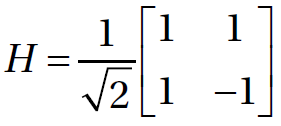 H = 1/√2 [1 1
1 -1]